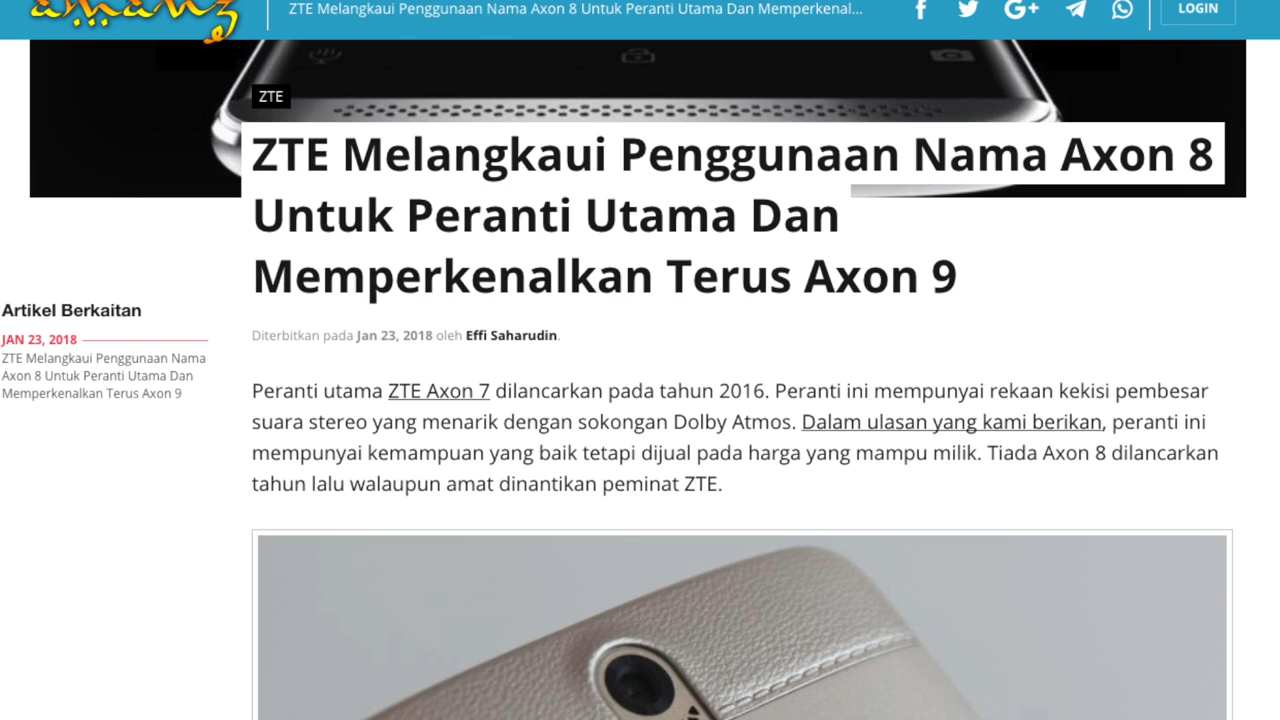 amanz
ZTE Melangkaui Penggunaan Nama Axon 8 Untuk Peranti Utama Dan Memperkenal...
LOGIN
ZTE
ZTE Melangkaui Penggunaan Nama Axon 8
Untuk Peranti Utama Dan
Memperkenalkan Terus Axon 9
Diterbitkan pada Jan 23, 2018 oleh Effi Saharudin.
Artikel Berkaitan
JAN 23, 2018
ZTE Melangkaui Penggunaan Nama
Axon 8 Untuk Peranti Utama Dan
Memperkenalkan Terus Axon 9
Peranti utama ZTE Axon 7 dilancarkan pada tahun 2016. Peranti ini mempunyai rekaan kekisi pembesar
suara stereo yang menarik dengan sokongan Dolby Atmos. Dalam ulasan yang kami berikan, peranti ini
mempunyai kemampuan yang baik tetapi dijual pada harga yang mampu milik. Tiada Axon 8 dilancarkan
tahun lalu walaupun amat dinantikan peminat ZTE.